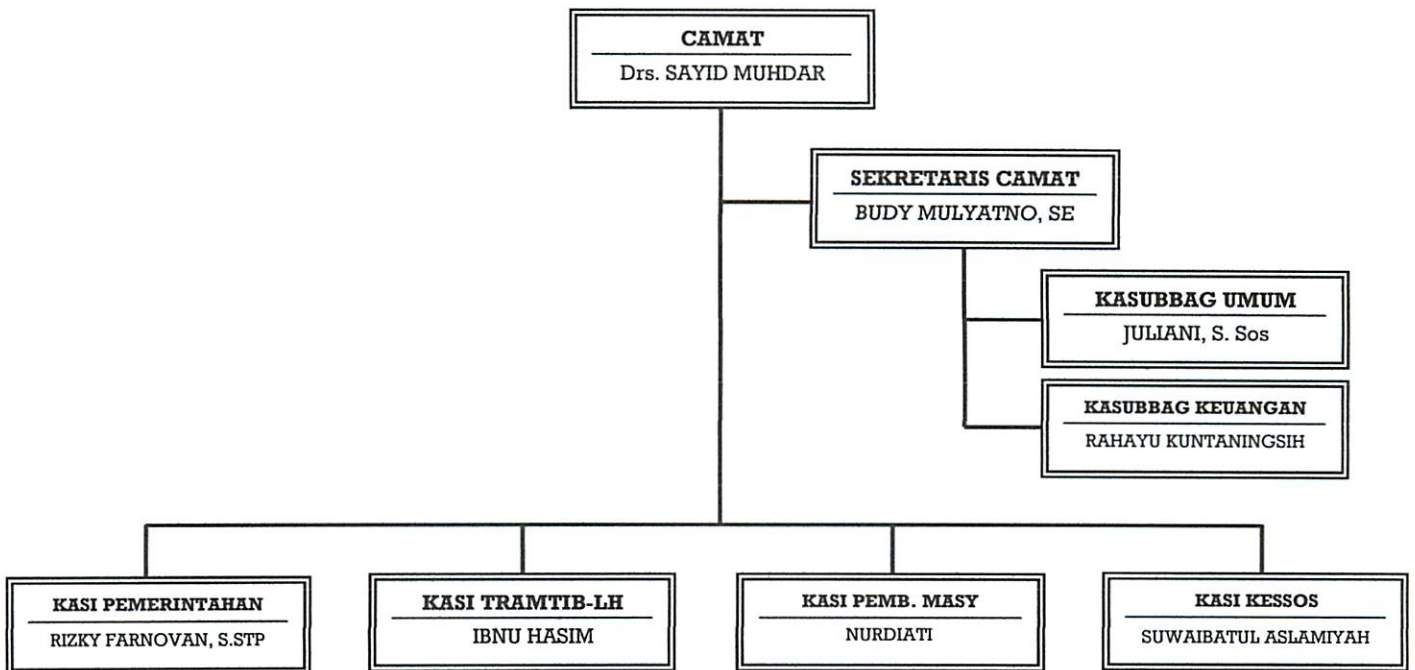 CAMAT
Drs. SAYID MUHDAR
SEKRETARIS CAMAT
BUDY MULYATNO, SE
KASUBBAG UMUM
JULIANI, S. Sos
KASUBBAG KEUANGAN
RAHAYU KUNTANINGSIH
KASI PEMERINTAHAN
RIZKY FARNOVAN, S.STP
KASI TRAMTIB-LH
IBNU HASIM
KASI PEMB. MASY
NURDIATI
KASI KESSOS
SUWAIBATUL ASLAMIYAH